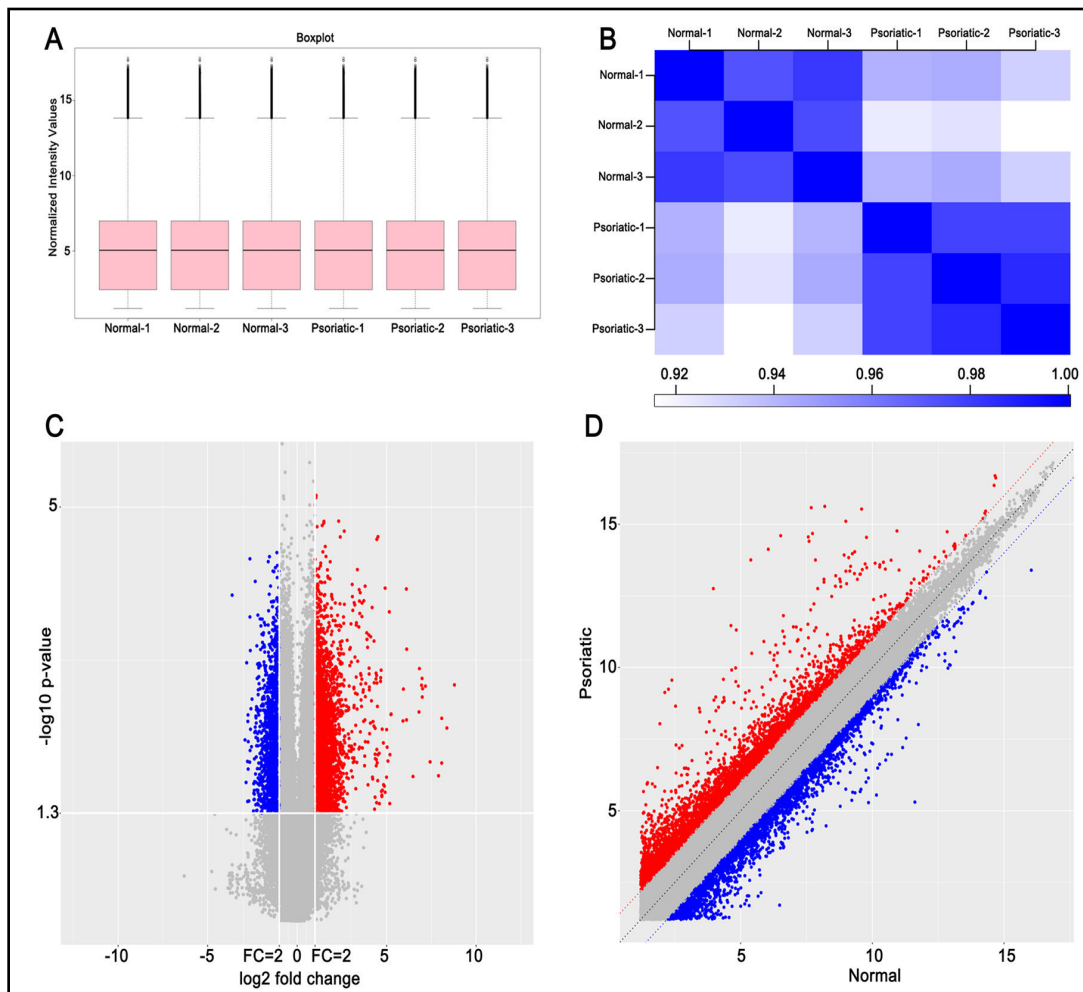 A
Boxplot
Normalized Intensity Values
15
10
5
Normal-1 Normal-2 Normal-3 Psoriatic-1 Psoriatic-2 Psoriatic-3
B
Normal-1 Normal-2 Normal-3 Psoriatic-1 Psoriatic-2 Psoriatic-3
Normal-1
Normal-2
Normal-3
Psoriatic-1
Psoriatic-2
Psoriatic-3
0.92 0.94 0.96 0.98 1.00
C
-log10 p-value
5
1.3
-10 -5 FC=2 0 FC=2 5 10
log2 fold change
D
Psoriatic
15
10
5
5 10 15
Normal